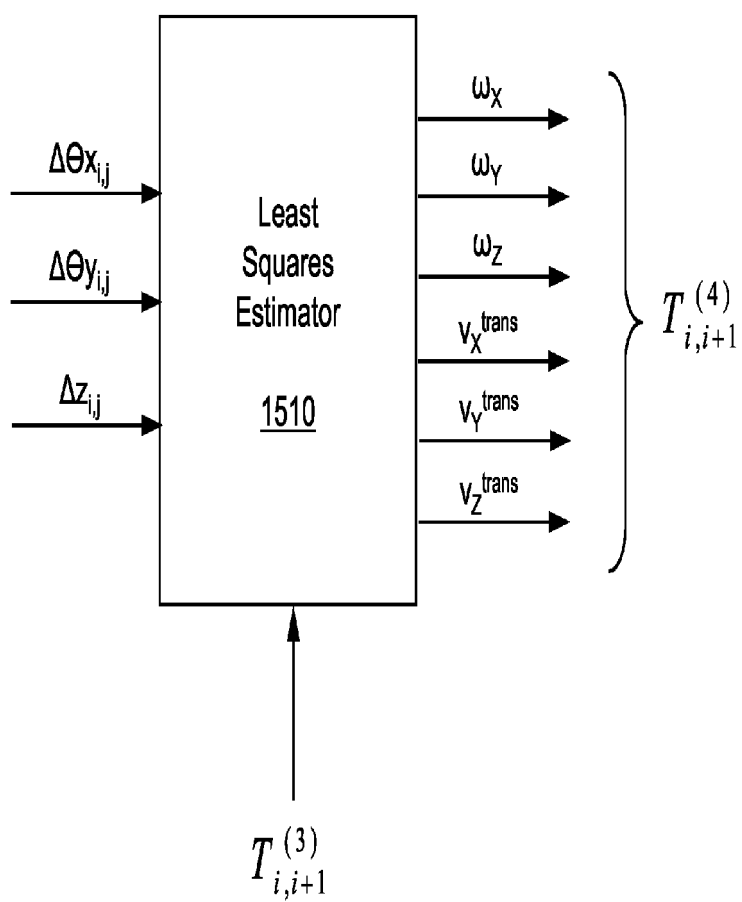 Δθx_{i,j}
Δθy_{i,j}
Δz_{i,j}
Least
Squares
Estimator
1510
ω_X
ω_Y
ω_Z
v_X^{trans}
v_Y^{trans}
v_Z^{trans}
T_{i,i+1}^{(4)}
T_{i,i+1}^{(3)}